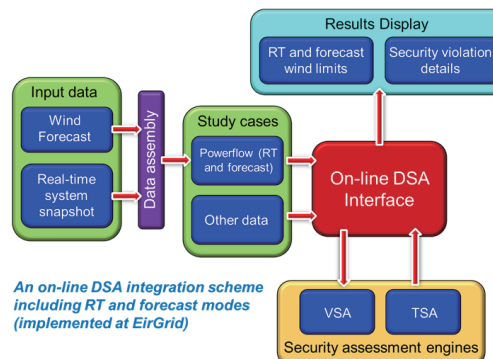 Results Display
RT and forecast
wind limits
Security violation
details
Input data
Wind
Forecast
Real-time
system
snapshot
Data assembly
Study cases
Powerflow (RT
and forecast)
Other data
On-line DSA
Interface
An on-line DSA integration scheme
including RT and forecast modes
(implemented at EirGrid)
VSA
TSA
Security assessment engines